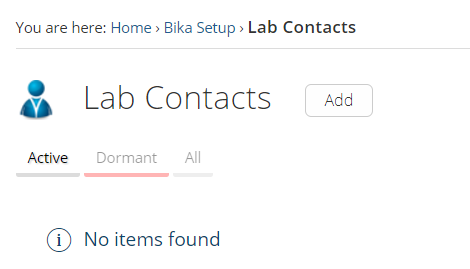 You are here: Home › Bika Setup › Lab Contacts
Lab Contacts Add
Active Dormant All
No items found